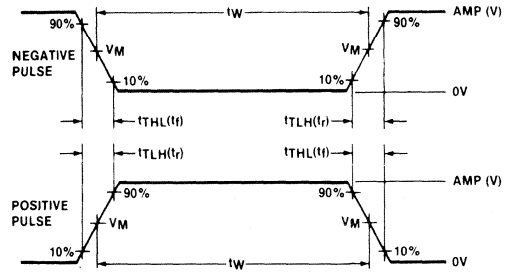 tW
AMP (V)
90%
90%
NEGATIVE
PULSE
VM
VM
10%
10%
0V
tTHL(tf)
tTLH(tr)
tTLH(tr)
tTHL(tf)
AMP (V)
90%
90%
POSITIVE
PULSE
VM
VM
10%
10%
0V
tW